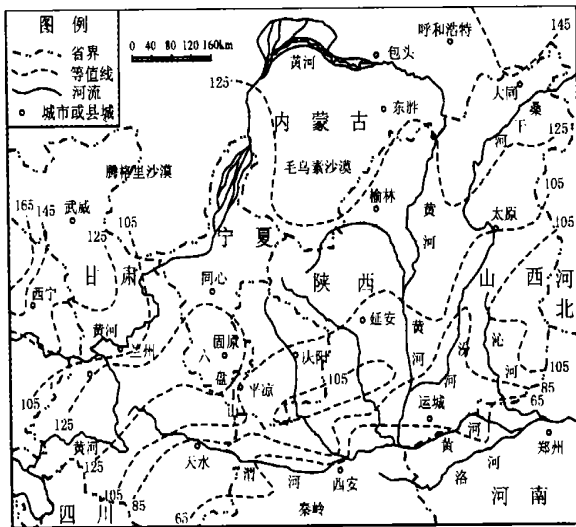 图 例
省界
等值线
河流
城市或县城
0 40 80 120 160km
呼和浩特
145
黄河
包头
125
大同
桑
干
河
125
东胜
内 蒙 古
腾格里沙漠
毛乌素沙漠
105
165
145
武威
105
榆林
黄
河
太原
105
宁 夏
125
甘 肃
同心
陕 西
山 西
河
北
西宁
延安
黄河
兰州
固原
六
盘
山
庆阳
105
黄
河
汾
河
沁
河
105
85
65
平凉
105
125
运城
黄河
125
天水
渭
河
西安
黄
河
洛
河
郑州
105
85
65
四 川
秦岭
河 南